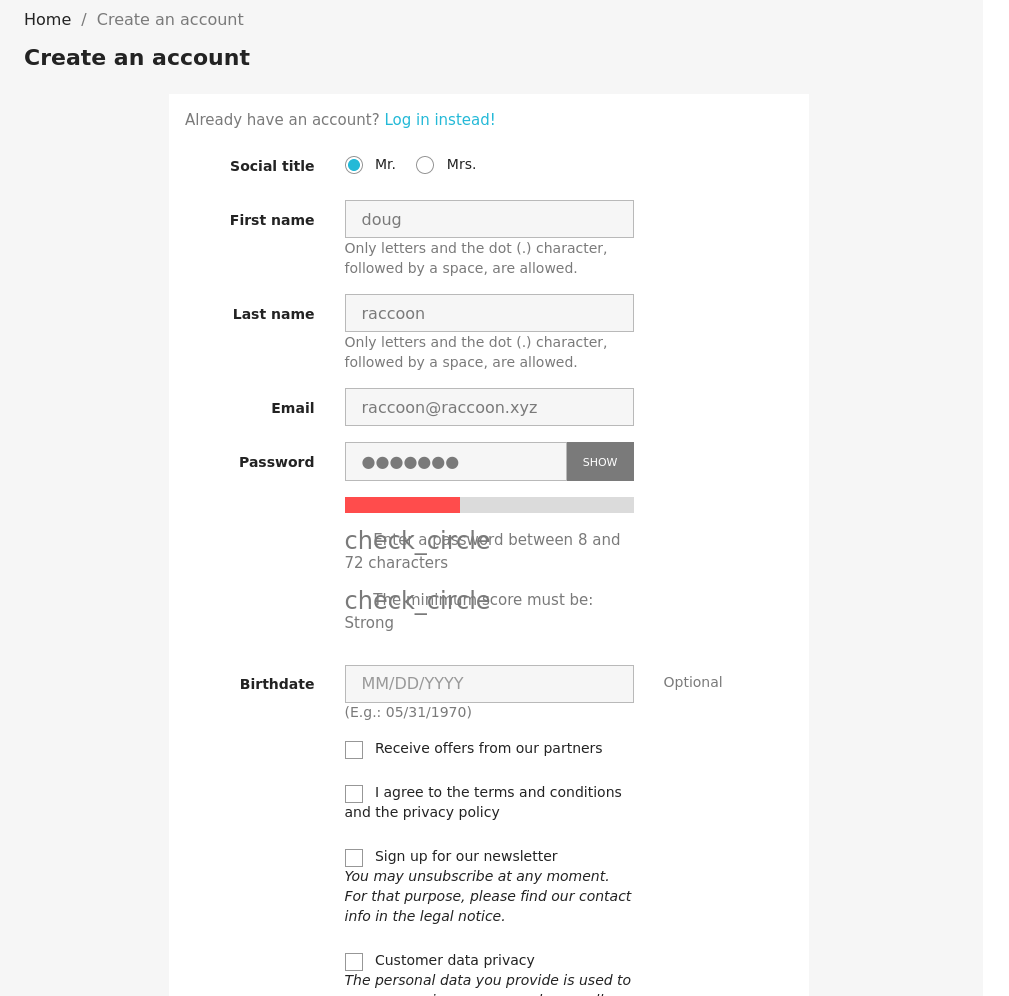 Home / Create an account
Create an account
Already have an account? Log in instead!
Social title Mr. Mrs.
First name doug
Only letters and the dot (.) character,
followed by a space, are allowed.
Last name raccoon
Only letters and the dot (.) character,
followed by a space, are allowed.
Email raccoon@raccoon.xyz
Password ●●●●●●● SHOW
check_circle Enter a password between 8 and
72 characters
check_circle The minimum score must be:
Strong
Birthdate MM/DD/YYYY Optional
(E.g.: 05/31/1970)
Receive offers from our partners
I agree to the terms and conditions
and the privacy policy
Sign up for our newsletter
You may unsubscribe at any moment.
For that purpose, please find our contact
info in the legal notice.
Customer data privacy
The personal data you provide is used to